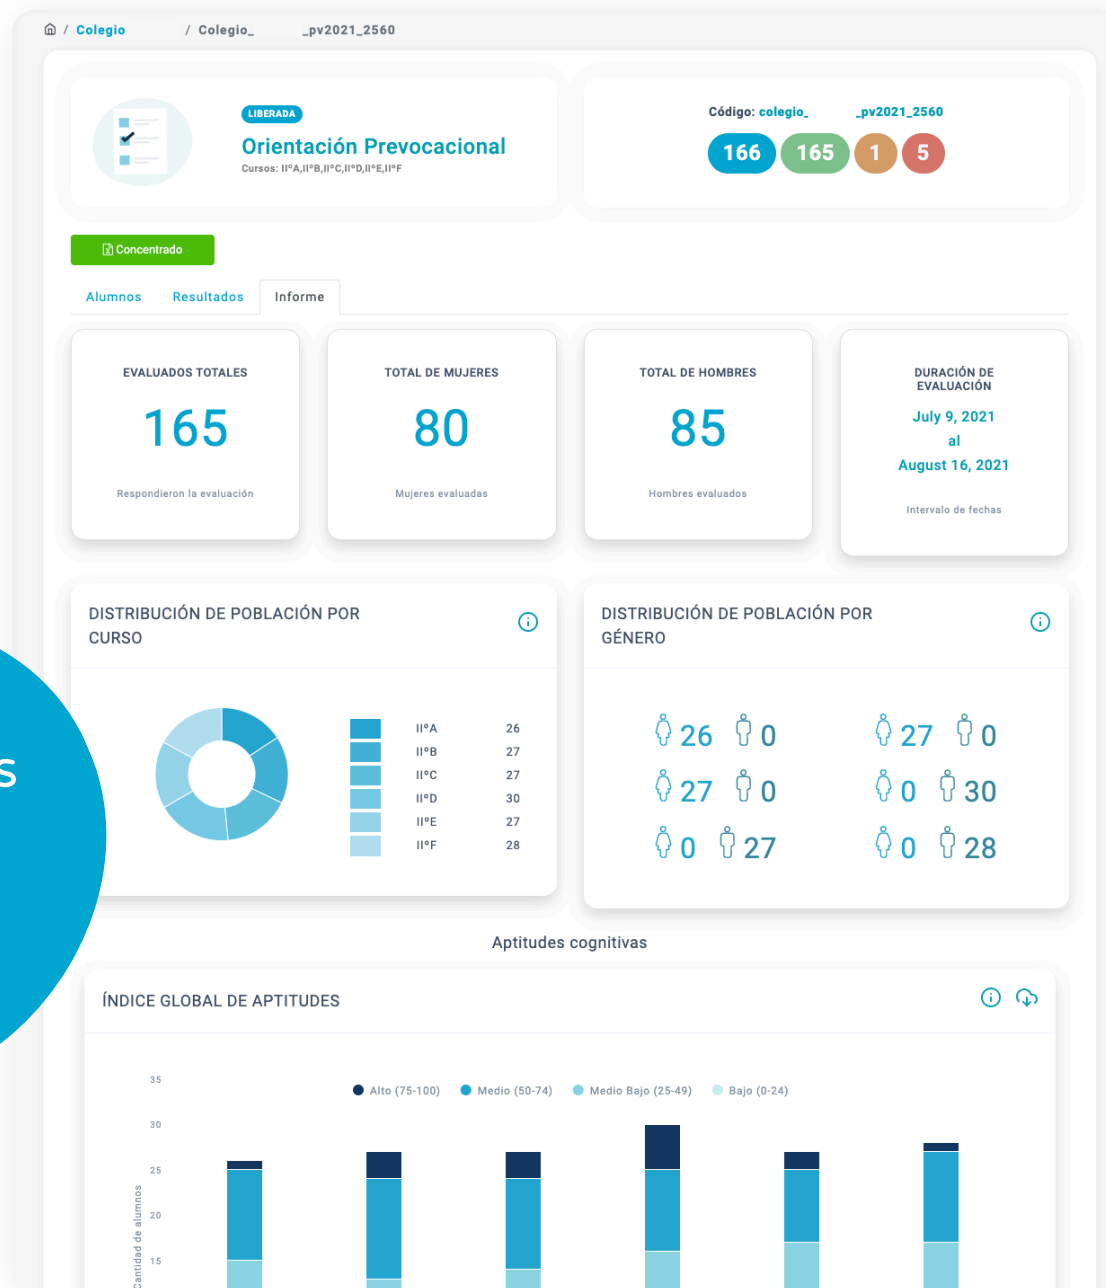 / Colegio / Colegio_ _pv2021_2560
LIBERADA
Orientación Prevocacional
Cursos: IIºA,IIºB,IIºC,IIºD,IIºE,IIºF
Código: colegio_ _pv2021_2560
166 165 1 5
Concentrado
Alumnos Resultados Informe
EVALUADOS TOTALES
165
Respondieron la evaluación
TOTAL DE MUJERES
80
Mujeres evaluadas
TOTAL DE HOMBRES
85
Hombres evaluados
DURACIÓN DE
EVALUACIÓN
July 9, 2021
al
August 16, 2021
Intervalo de fechas
DISTRIBUCIÓN DE POBLACIÓN POR
CURSO
IIºA 26
IIºB 27
IIºC 27
IIºD 30
IIºE 27
IIºF 28
DISTRIBUCIÓN DE POBLACIÓN POR
GÉNERO
26 0 27 0
27 0 0 30
0 27 0 28
s
Aptitudes cognitivas
ÍNDICE GLOBAL DE APTITUDES
Alto (75-100) Medio (50-74) Medio Bajo (25-49) Bajo (0-24)
35
30
25
20
15
Cantidad de alumnos